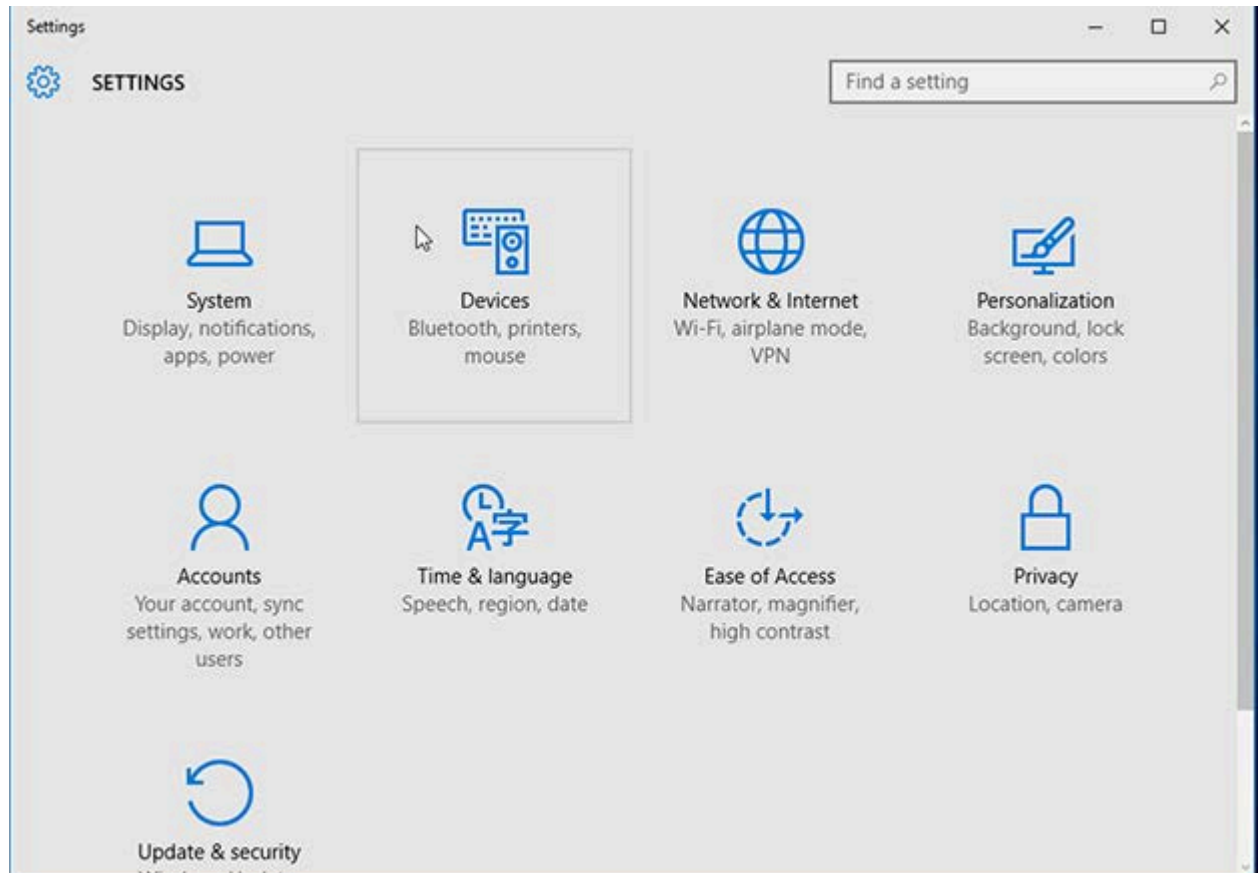 Settings
SETTINGS
Find a setting
System
Display, notifications,
apps, power
Devices
Bluetooth, printers,
mouse
Network & Internet
Wi-Fi, airplane mode,
VPN
Personalization
Background, lock
screen, colors
Accounts
Your account, sync
settings, work, other
users
Time & language
Speech, region, date
Ease of Access
Narrator, magnifier,
high contrast
Privacy
Location, camera
Update & security